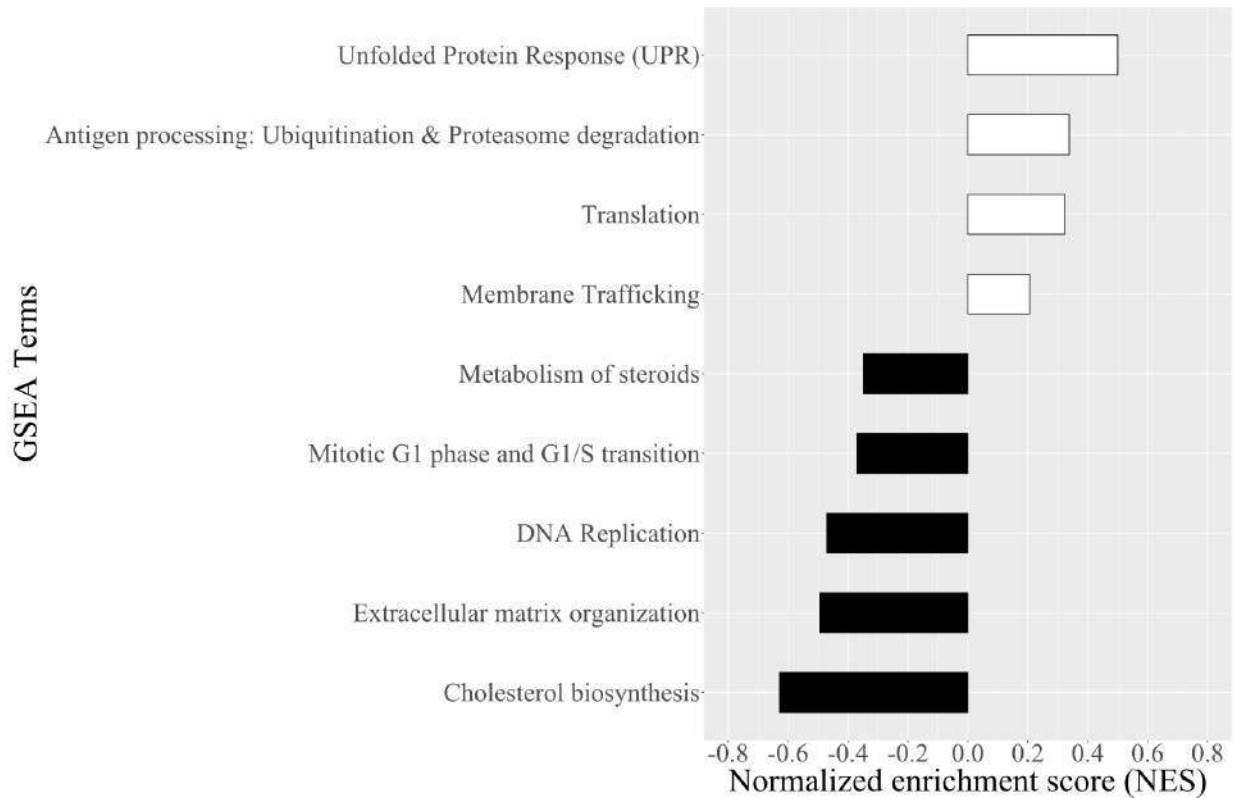 Unfolded Protein Response (UPR)
Antigen processing: Ubiquitination & Proteasome degradation
Translation
Membrane Trafficking
Metabolism of steroids
Mitotic G1 phase and G1/S transition
DNA Replication
Extracellular matrix organization
Cholesterol biosynthesis
GSEA Terms
-0.8 -0.6 -0.4 -0.2 0.0 0.2 0.4 0.6 0.8
Normalized enrichment score (NES)